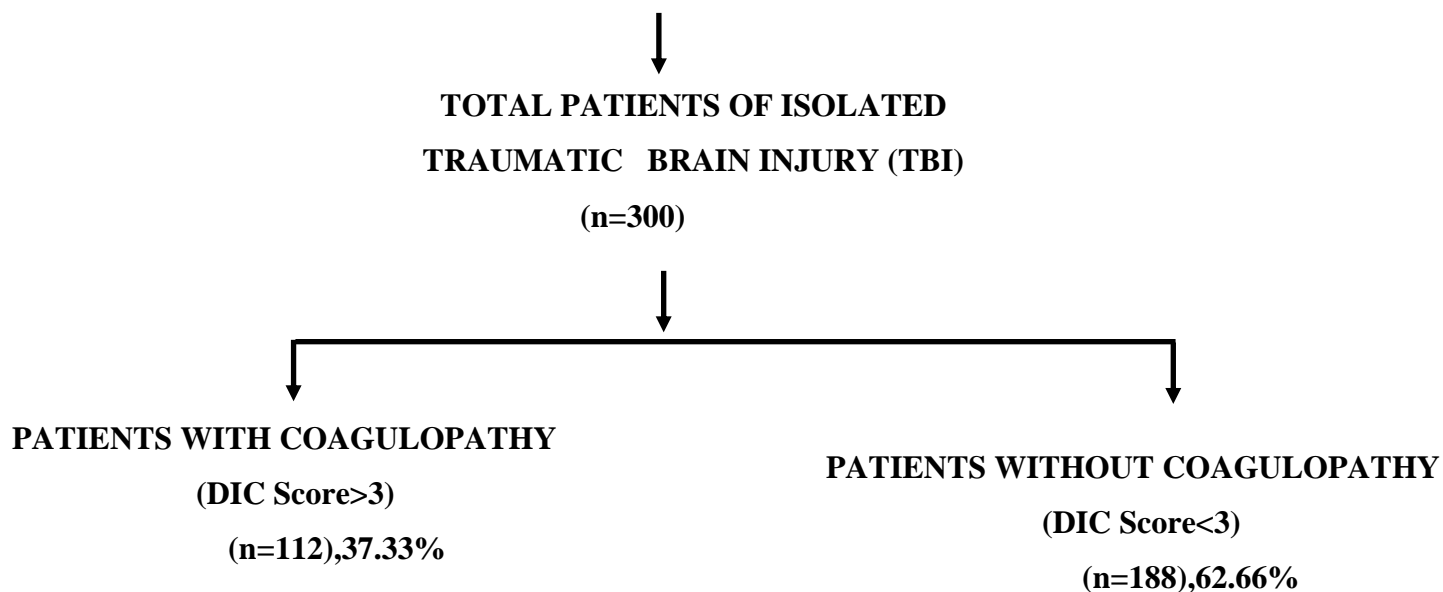 TOTAL PATIENTS OF ISOLATED
TRAUMATIC BRAIN INJURY (TBI)
(n=300)
PATIENTS WITH COAGULOPATHY
(DIC Score>3)
(n=112),37.33%
PATIENTS WITHOUT COAGULOPATHY
(DIC Score<3)
(n=188),62.66%